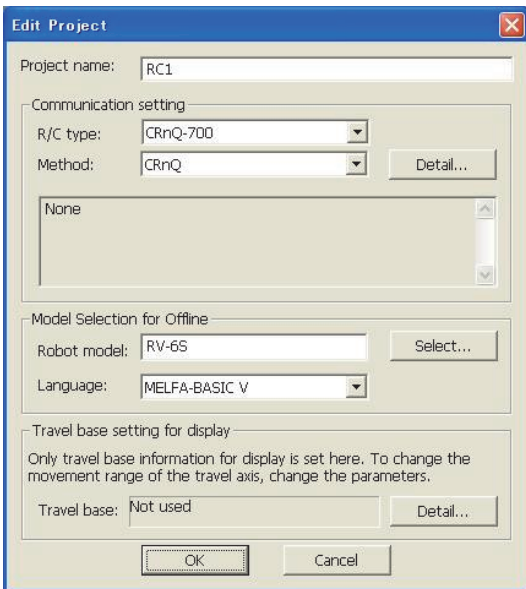 Edit Project
Project name: RC1
Communication setting
R/C type: CRnQ-700
Method: CRnQ Detail...
None
Model Selection for Offline
Robot model: RV-6S Select...
Language: MELFA-BASIC V
Travel base setting for display
Only travel base information for display is set here. To change the
movement range of the travel axis, change the parameters.
Travel base: Not used Detail...
OK Cancel